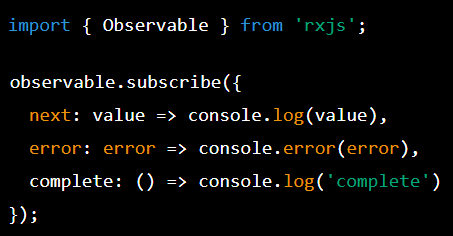 import { Observable } from 'rxjs';
observable.subscribe({
next: value => console.log(value),
error: error => console.error(error),
complete: () => console.log('complete')
});